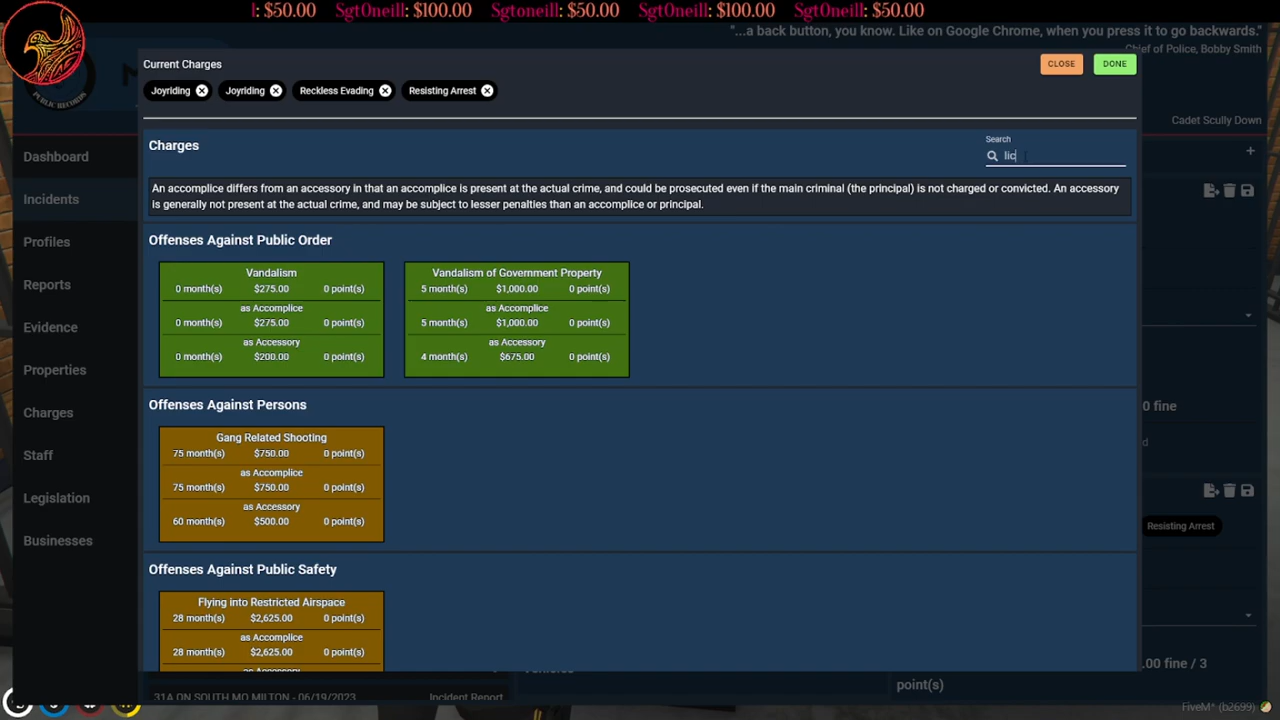 l: $50.00 SgtOneill: $100.00 Sgtoneill: $50.00 SgtOneill: $100.00 SgtOneill: $50.00
"...a back button, you know. Like on Google Chrome, when you press it to go backwards."
Chief of Police, Bobby Smith
PUBLIC RECORDS
Cadet Scully Down
Dashboard
Incidents
Profiles
Reports
Evidence
Properties
Charges
Staff
Legislation
Businesses
Current Charges
CLOSE
DONE
Joyriding
Joyriding
Reckless Evading
Resisting Arrest
Charges
Search
lic
An accomplice differs from an accessory in that an accomplice is present at the actual crime, and could be prosecuted even if the main criminal (the principal) is not charged or convicted. An accessory
is generally not present at the actual crime, and may be subject to lesser penalties than an accomplice or principal.
Offenses Against Public Order
Vandalism
0 month(s) $275.00 0 point(s)
as Accomplice
0 month(s) $275.00 0 point(s)
as Accessory
0 month(s) $200.00 0 point(s)
Vandalism of Government Property
5 month(s) $1,000.00 0 point(s)
as Accomplice
5 month(s) $1,000.00 0 point(s)
as Accessory
4 month(s) $675.00 0 point(s)
Offenses Against Persons
Gang Related Shooting
75 month(s) $750.00 0 point(s)
as Accomplice
75 month(s) $750.00 0 point(s)
as Accessory
60 month(s) $500.00 0 point(s)
Offenses Against Public Safety
Flying into Restricted Airspace
28 month(s) $2,625.00 0 point(s)
as Accomplice
28 month(s) $2,625.00 0 point(s)
as Accessory
0 fine
d
Resisting Arrest
.00 fine / 3
point(s)
31A ON SOUTH MO MILTON - 06/19/2023
Incident Report
Vehicles
FiveM* (b2699)